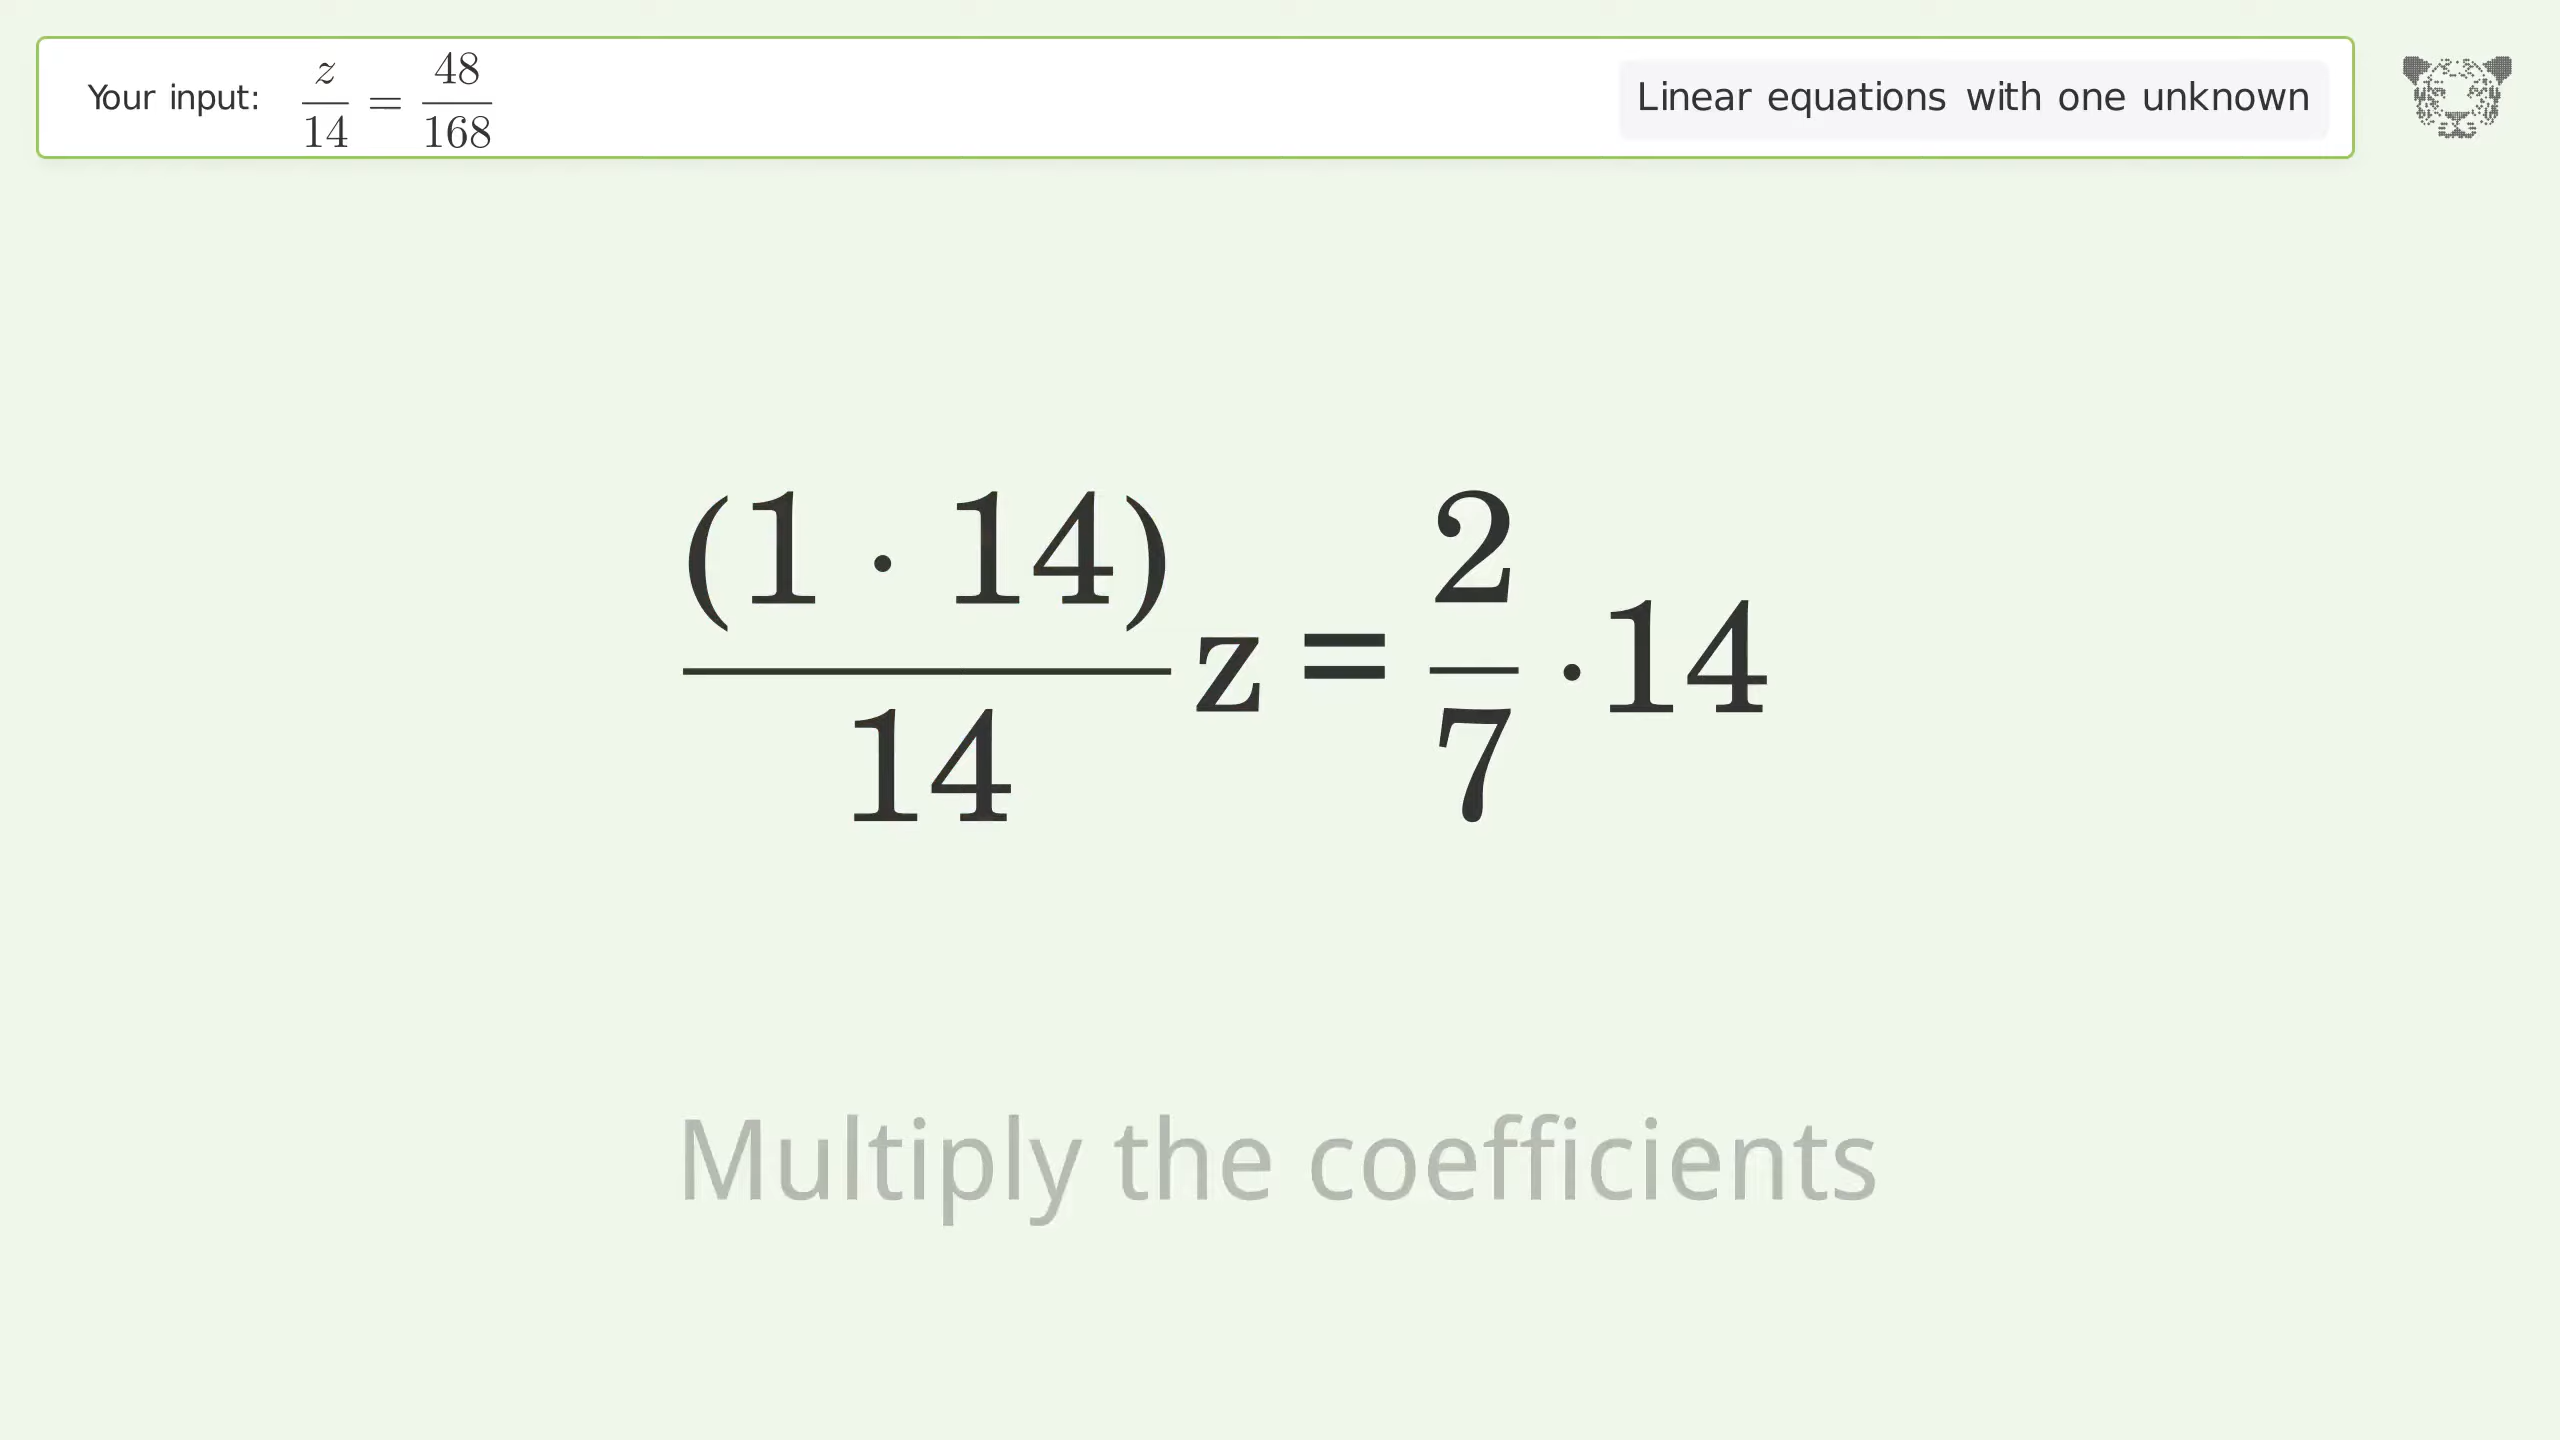 Your input: z/14 = 48/168
Linear equations with one unknown
(1 · 14)/14 z = 2/7 · 14
Multiply the coefficients